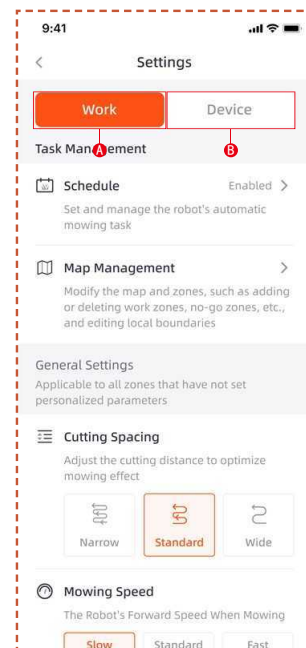 9:41
Settings
Work
Device
A
B
Task Management
Schedule
Enabled
Set and manage the robot's automatic
mowing task
Map Management
Modify the map and zones, such as adding
or deleting work zones, no-go zones, etc.,
and editing local boundaries
General Settings
Applicable to all zones that have not set
personalized parameters
Cutting Spacing
Adjust the cutting distance to optimize
mowing effect
Narrow
Standard
Wide
Mowing Speed
The Robot's Forward Speed When Mowing
Slow
Standard
Fast